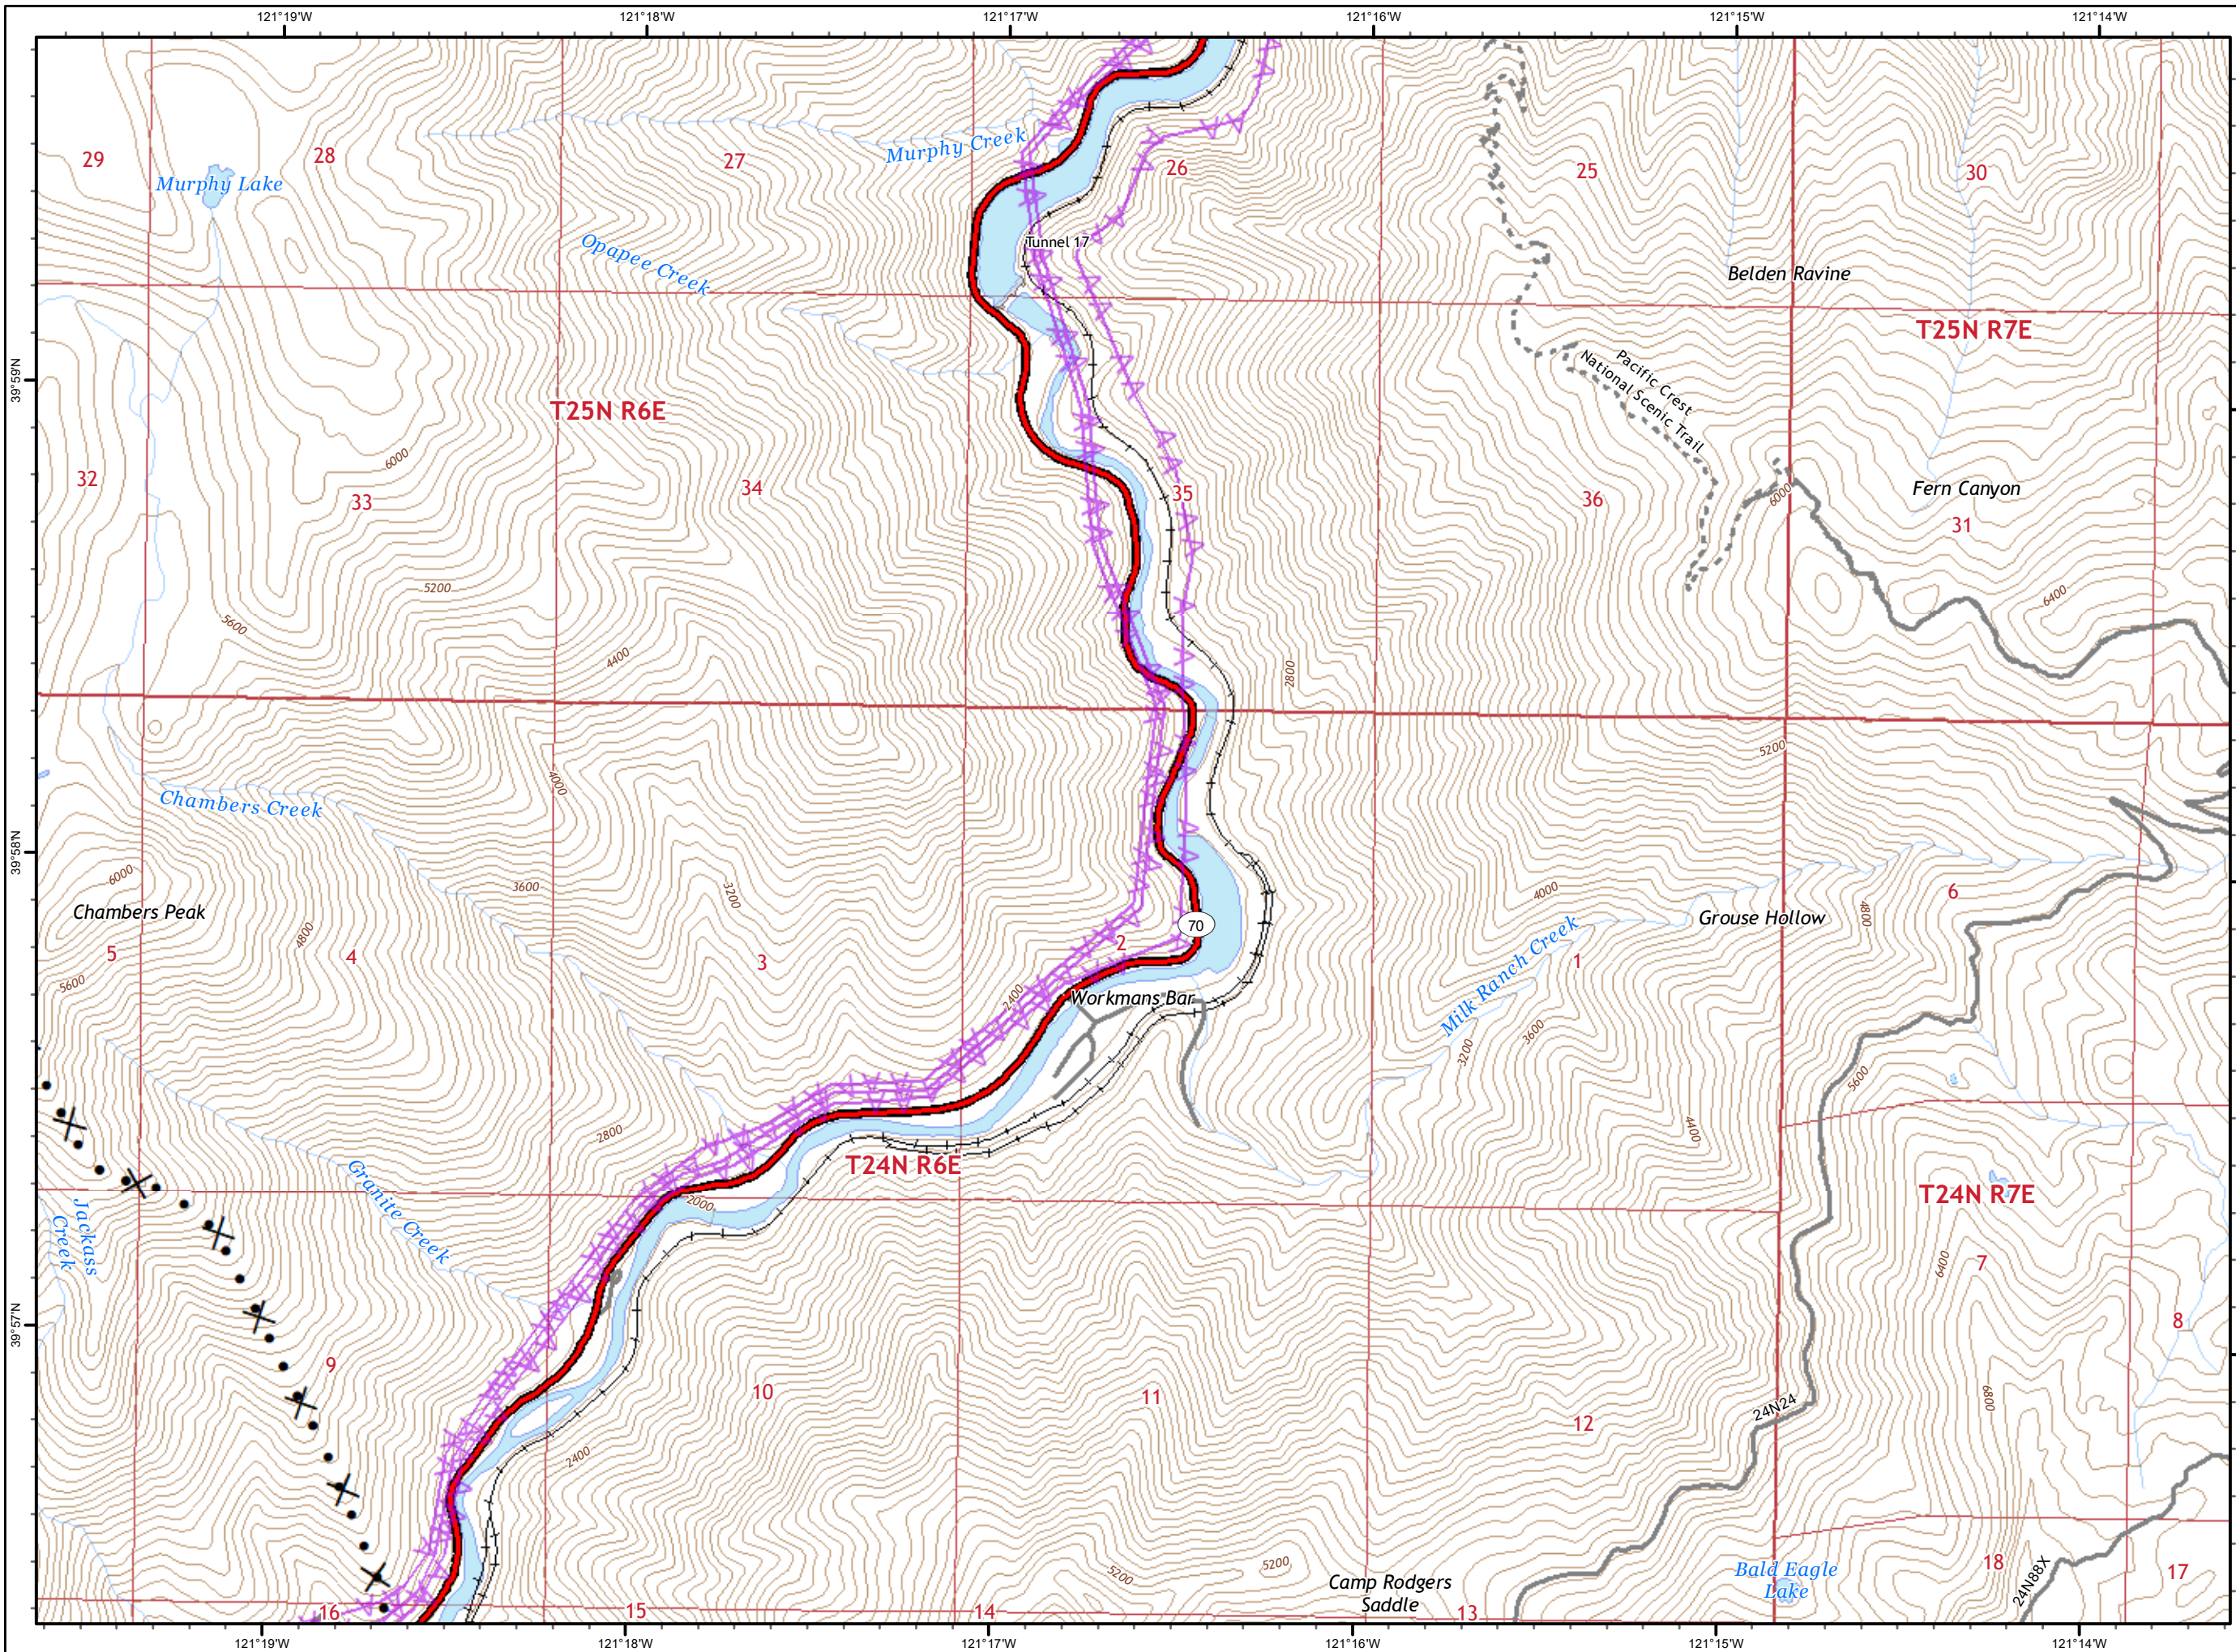 121°19'W 121°18'W 121°17'W 121°16'W 121°15'W 121°14'W
29
28
27
Murphy Creek
26
25
30
Murphy Lake
Opapee Creek
Tunnel 17
Belden Ravine
T25N R7E
39°59'N
Pacific Crest
National Scenic Trail
T25N R6E
6000
32
33
34
35
36
6000
Fern Canyon
31
5200
5600
6400
4400
2800
5200
4000
Chambers Creek
39°58'N
6000
3600
3200
4000
6
Chambers Peak
4800
Grouse Hollow
4800
70
5
4
3
2
1
Milk Ranch Creek
5600
2400
Workmans Bar
3600
3200
5600
2800
4400
Granite Creek
T24N R6E
T24N R7E
2000
Jackass
Creek
7
6400
39°57'N
8
9
10
11
12
24N24
6800
2400
5200
5200
Camp Rodgers
Saddle
Bald Eagle
Lake
18
17
24N88X
16
15
14
13
121°19'W 121°18'W 121°17'W 121°16'W 121°15'W 121°14'W